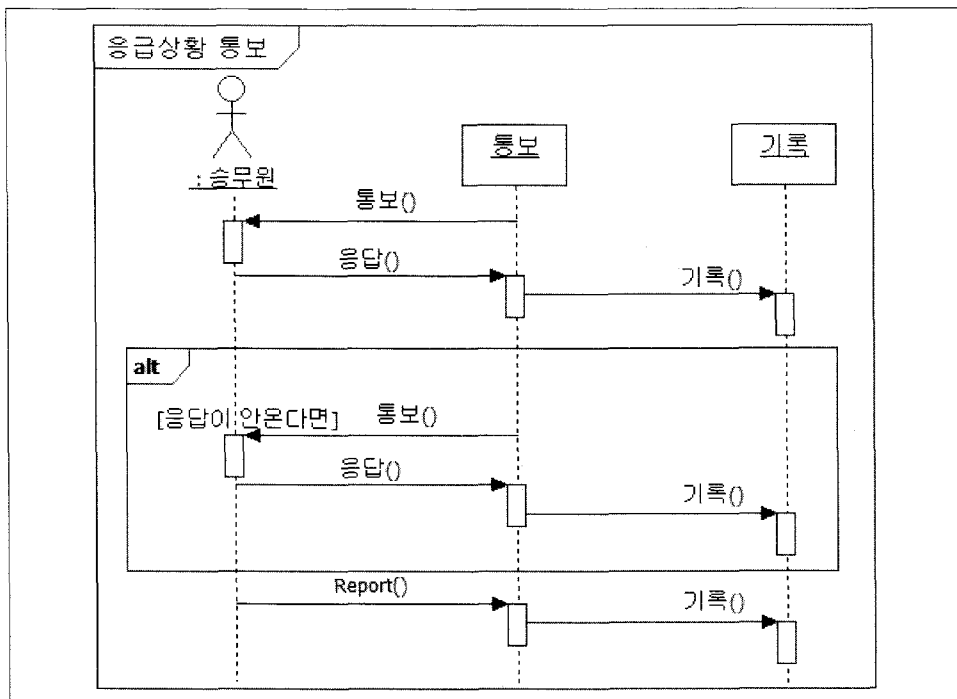 응급상황 통보
통보
기록
: 승무원
통보()
응답()
기록()
alt
[응답이 안온다면]
통보()
응답()
기록()
Report()
기록()